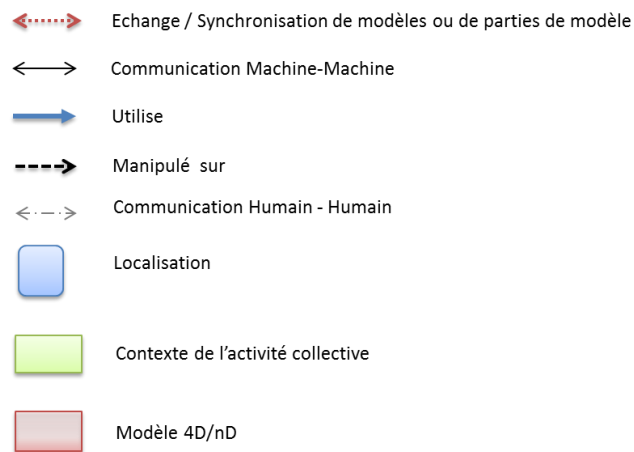 Echange / Synchronisation de modèles ou de parties de modèle
Communication Machine-Machine
Utilise
Manipulé sur
Communication Humain - Humain
Localisation
Contexte de l'activité collective
Modèle 4D/nD